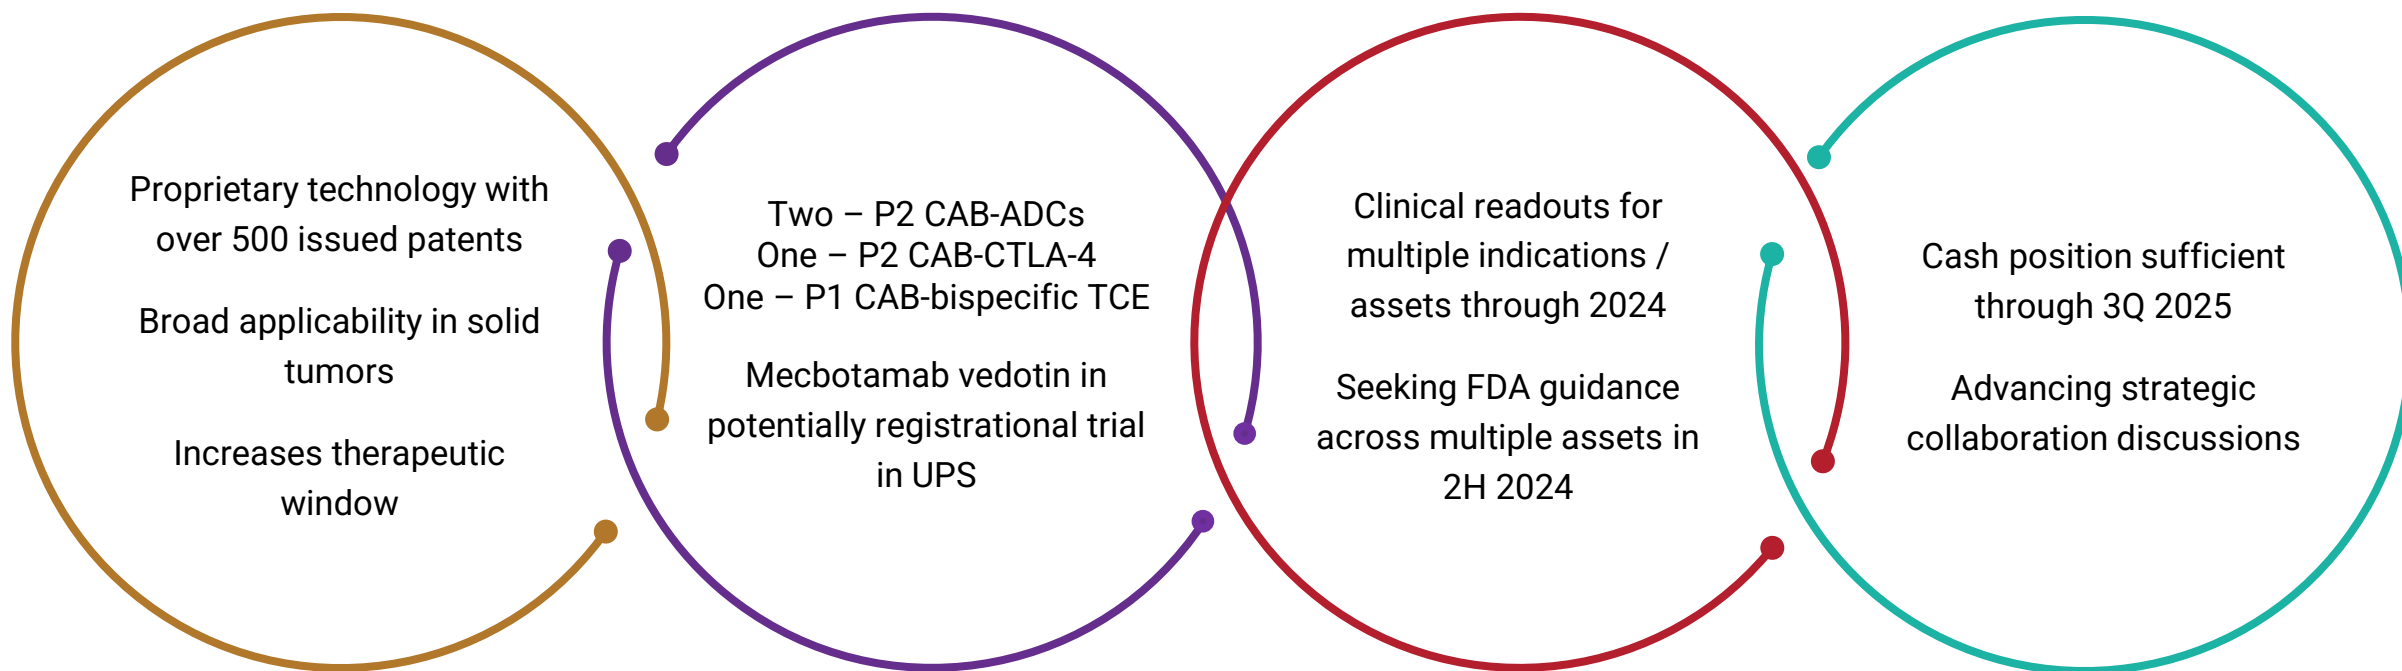 Proprietary technology with
over 500 issued patents
Broad applicability in solid
tumors
Increases therapeutic
window
Two – P2 CAB-ADCs
One – P2 CAB-CTLA-4
One – P1 CAB-bispecific TCE
Mecbotamab vedotin in
potentially registrational trial
in UPS
Clinical readouts for
multiple indications /
assets through 2024
Seeking FDA guidance
across multiple assets in
2H 2024
Cash position sufficient
through 3Q 2025
Advancing strategic
collaboration discussions